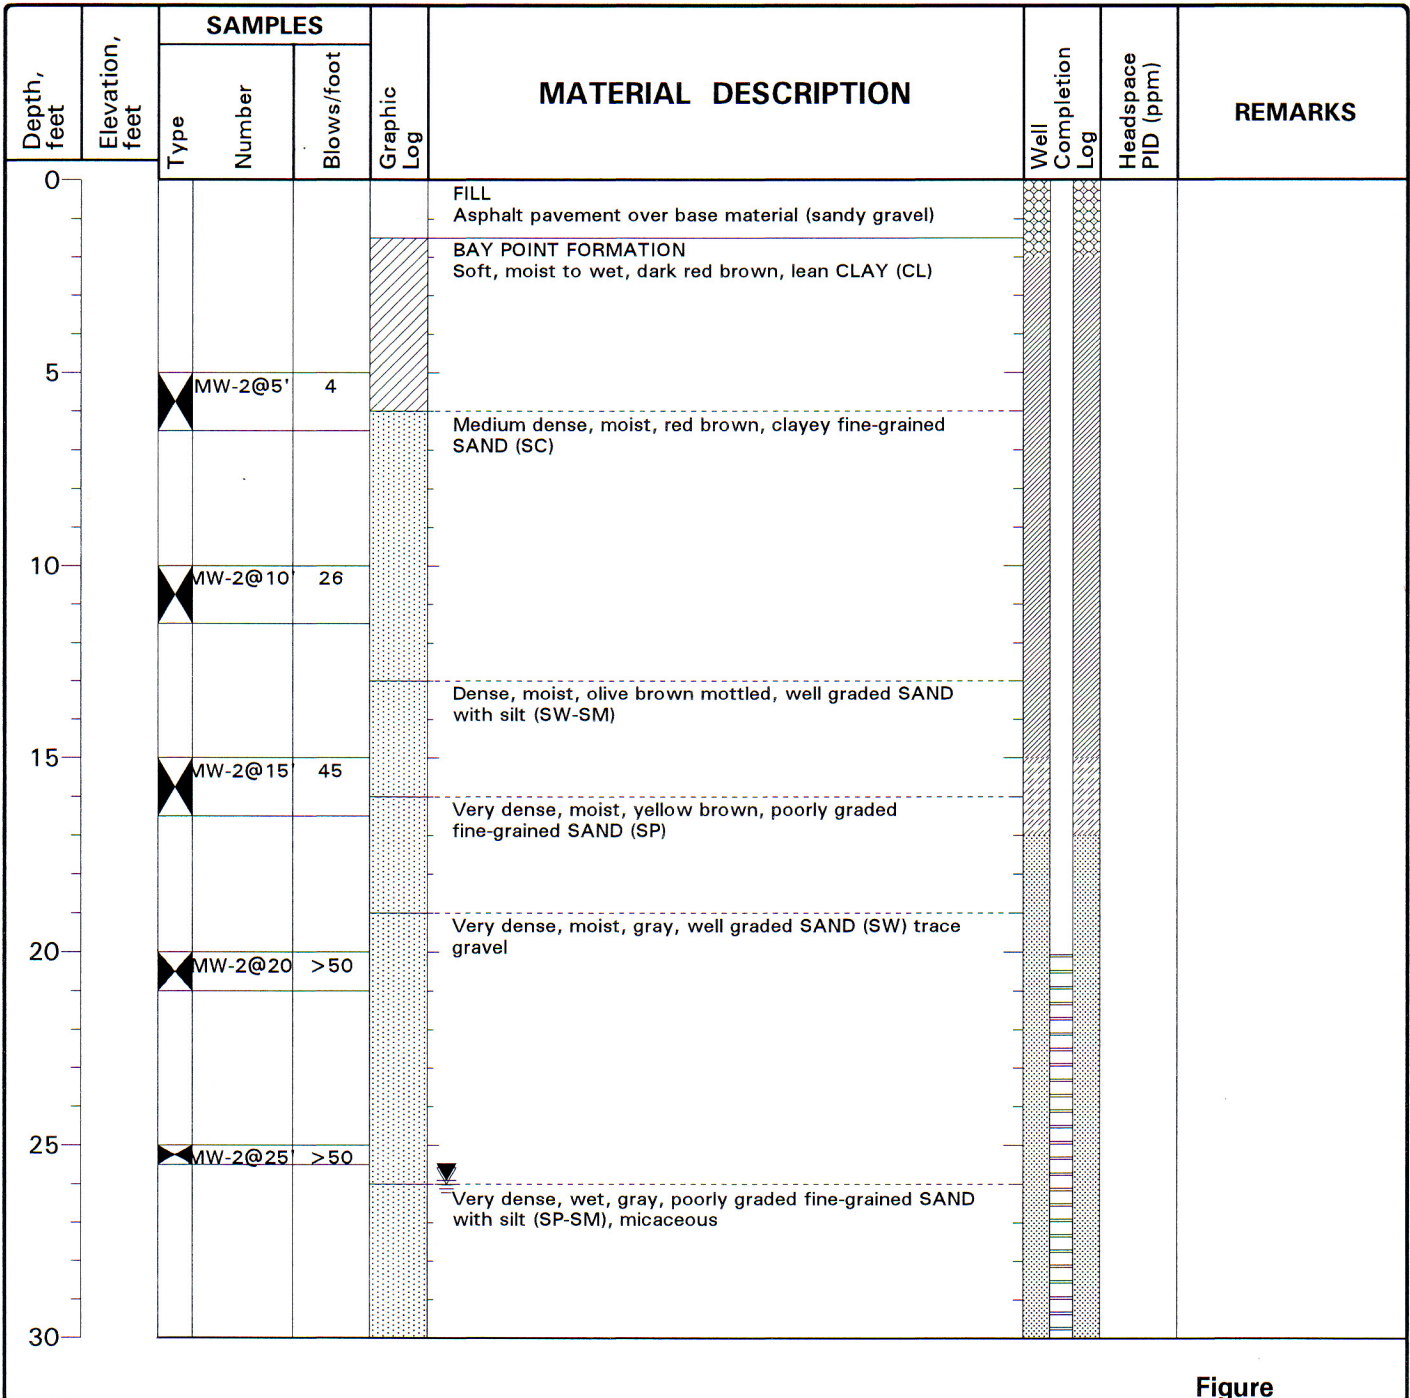 SAMPLES
Depth,
feet
Elevation,
feet
Type
Number
Blows/foot
Graphic
Log
MATERIAL DESCRIPTION
Well
Completion
Log
Headspace
PID (ppm)
REMARKS
0
FILL
Asphalt pavement over base material (sandy gravel)
BAY POINT FORMATION
Soft, moist to wet, dark red brown, lean CLAY (CL)
5
MW-2@5' 4
Medium dense, moist, red brown, clayey fine-grained
SAND (SC)
10
MW-2@10' 26
Dense, moist, olive brown mottled, well graded SAND
with silt (SW-SM)
15
MW-2@15' 45
Very dense, moist, yellow brown, poorly graded
fine-grained SAND (SP)
Very dense, moist, gray, well graded SAND (SW) trace
gravel
20
MW-2@20 >50
25
MW-2@25' >50
Very dense, wet, gray, poorly graded fine-grained SAND
with silt (SP-SM), micaceous
30
Figure